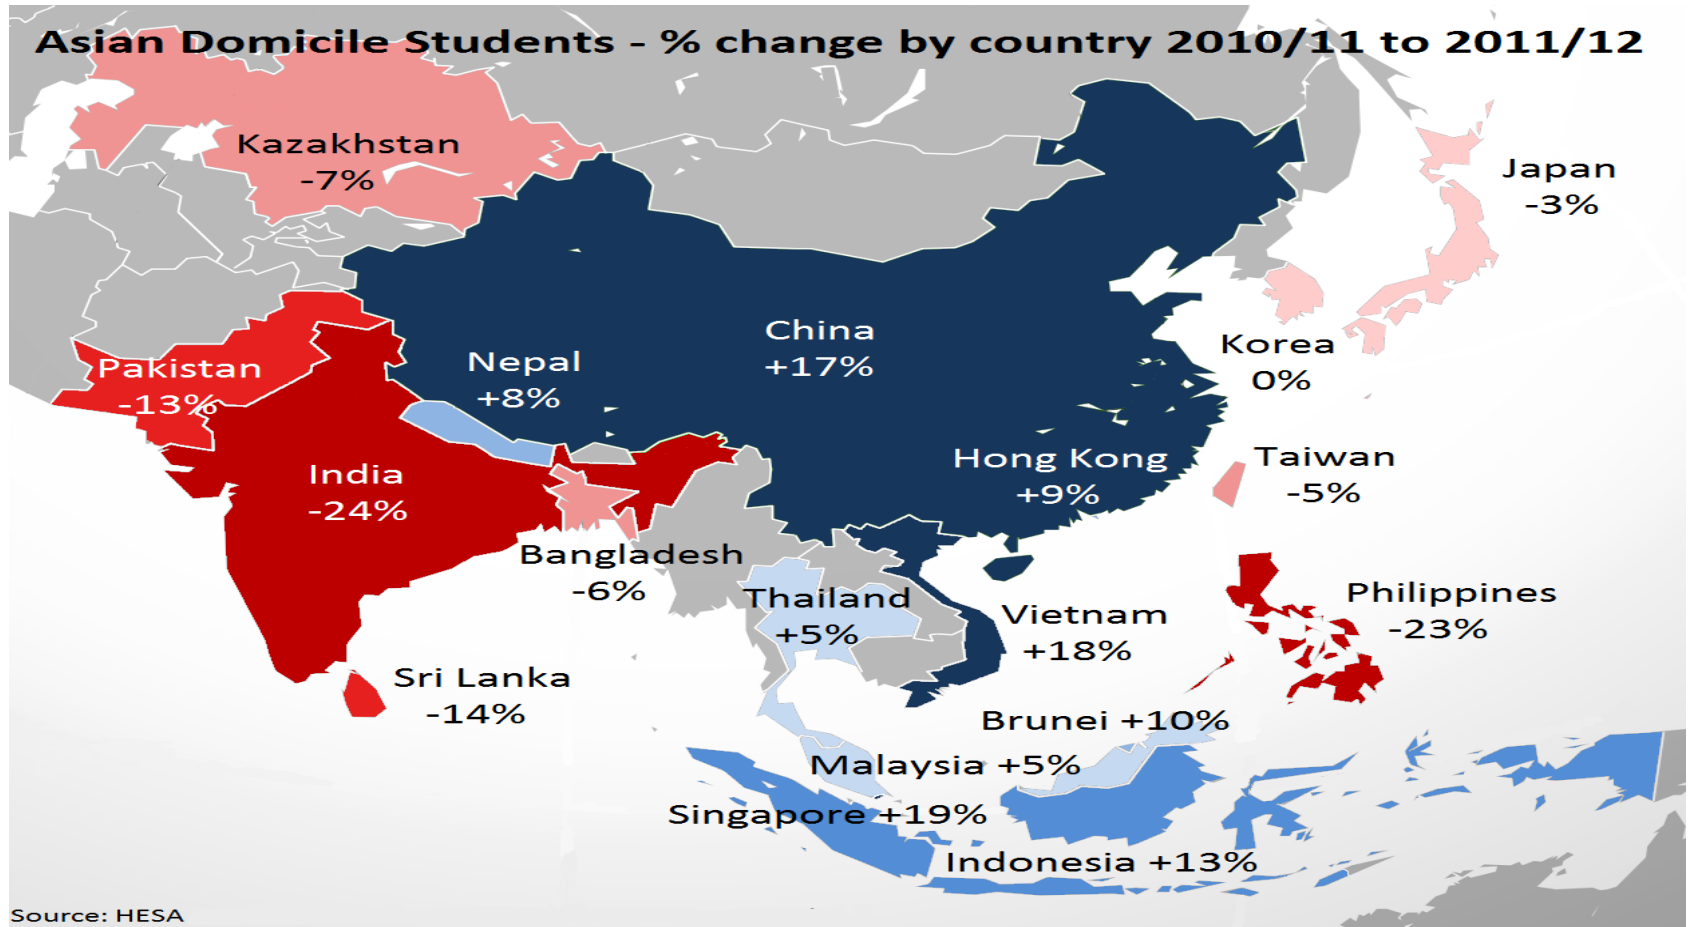 Asian Domicile Students - % change by country 2010/11 to 2011/12
Kazakhstan
-7%
Japan
-3%
China
+17%
Nepal
+8%
Korea
0%
Pakistan
-13%
Hong Kong
+9%
Taiwan
-5%
India
-24%
Bangladesh
-6%
Thailand
+5%
Vietnam
+18%
Philippines
-23%
Sri Lanka
-14%
Brunei +10%
Malaysia +5%
Singapore +19%
Indonesia +13%
Source: HESA